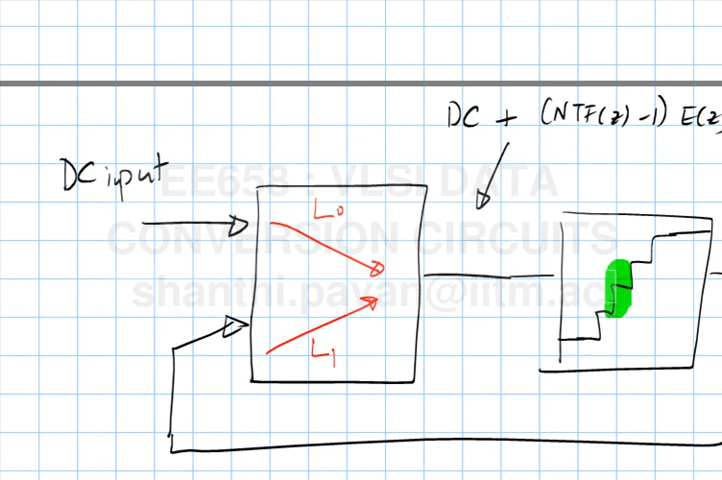 DC + (NTF(z)-1) E(z)
DC input
EE658 : VLSI DATA
CONVERSION CIRCUITS
shanthi.pavan@iitm.ac
L0
L1